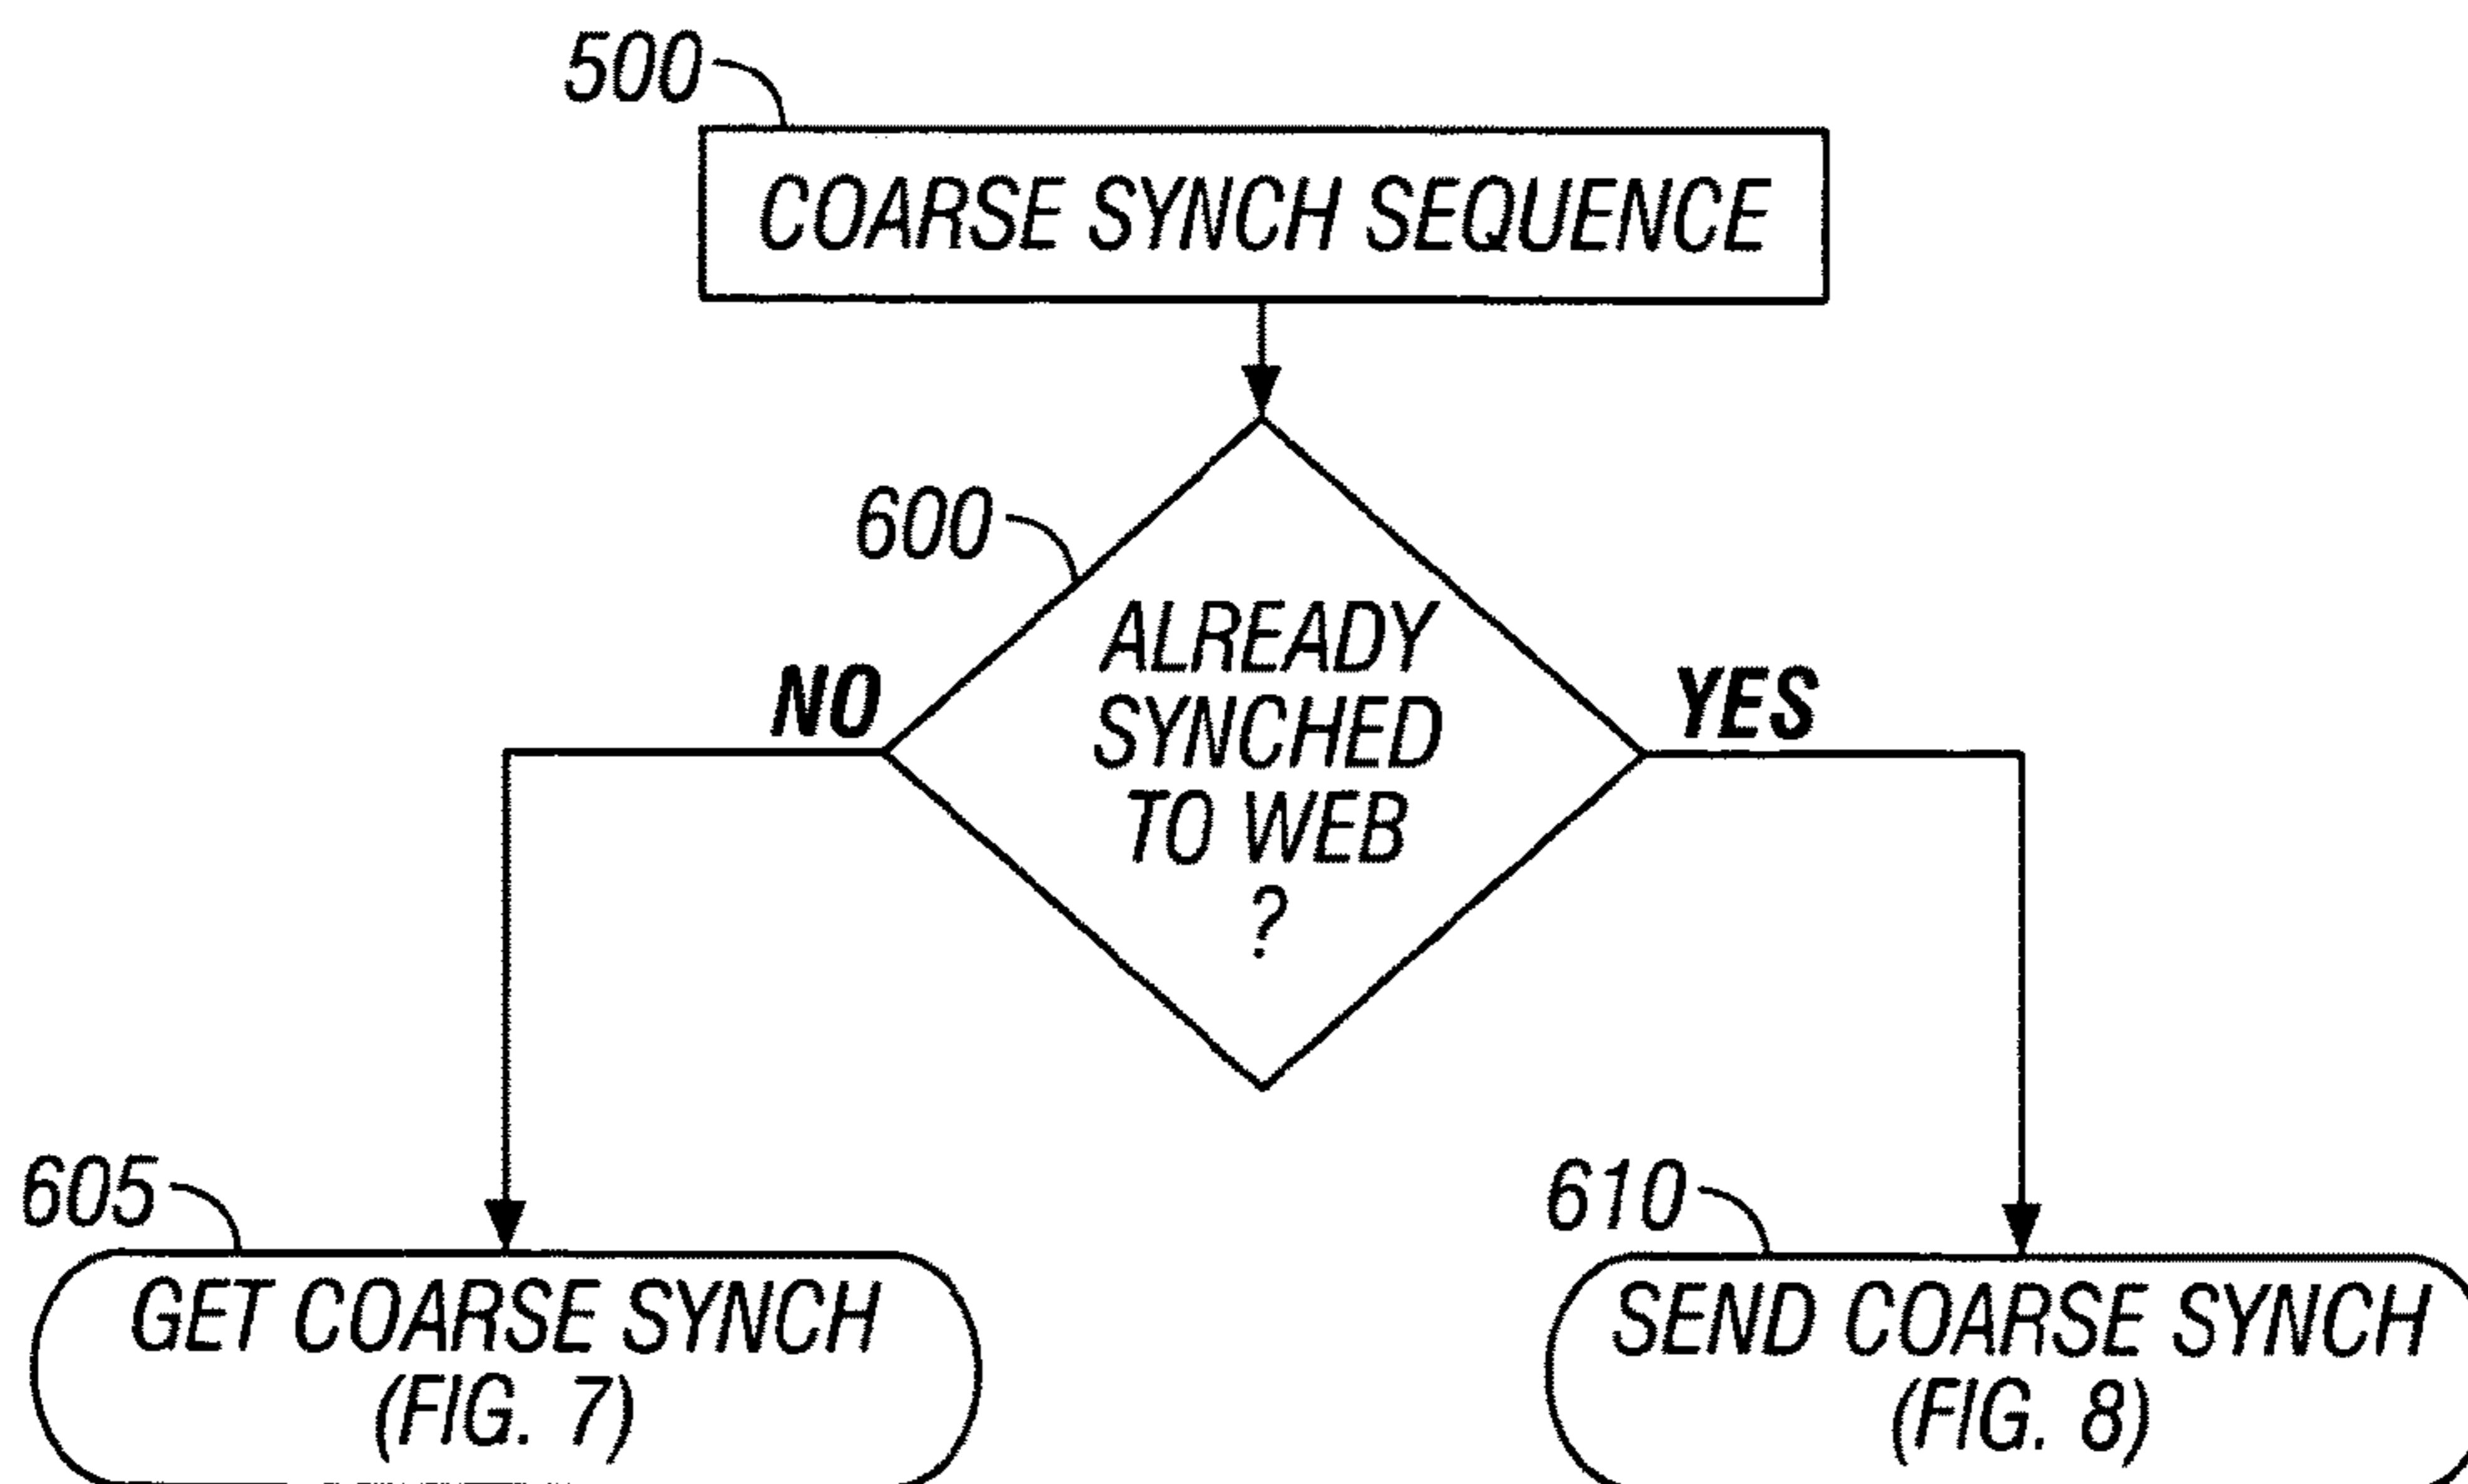 500
COARSE SYNCH SEQUENCE
600
ALREADY
SYNCHED
TO WEB
?
NO
YES
605
GET COARSE SYNCH
(FIG. 7)
610
SEND COARSE SYNCH
(FIG. 8)